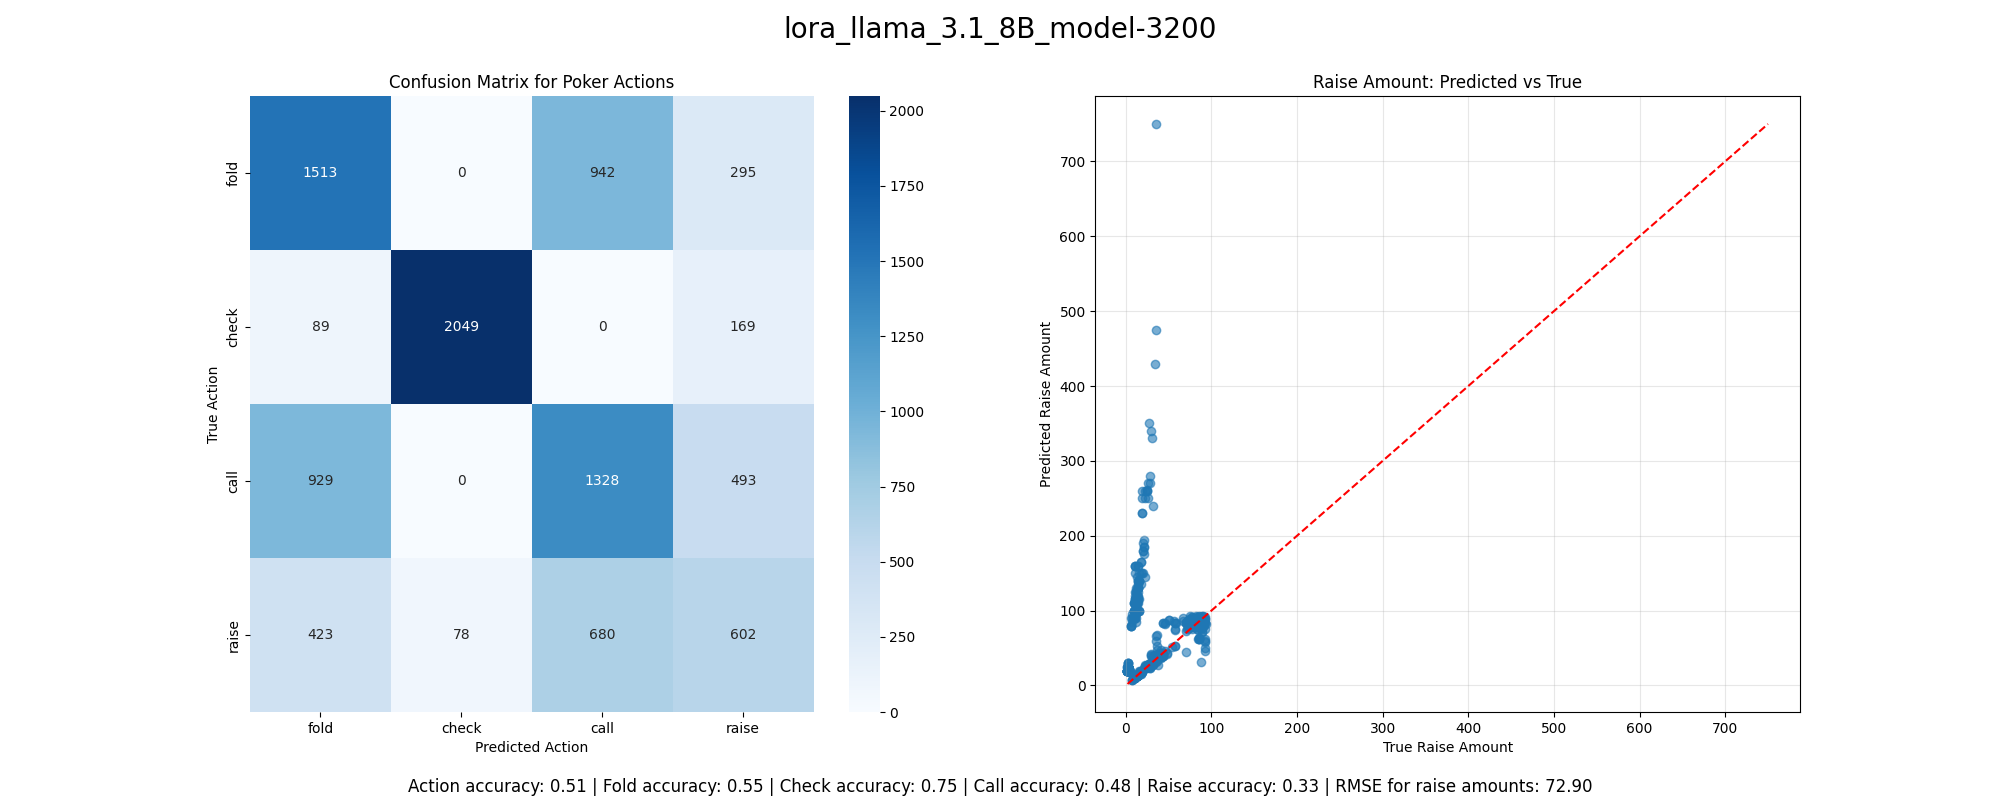 lora_llama_3.1_8B_model-3200
Confusion Matrix for Poker Actions
True Action
fold
check
call
raise
1513 0 942 295
89 2049 0 169
929 0 1328 493
423 78 680 602
fold check call raise
Predicted Action
2000
1750
1500
1250
1000
750
500
250
0
Raise Amount: Predicted vs True
Predicted Raise Amount
700
600
500
400
300
200
100
0
0 100 200 300 400 500 600 700
True Raise Amount
Action accuracy: 0.51 | Fold accuracy: 0.55 | Check accuracy: 0.75 | Call accuracy: 0.48 | Raise accuracy: 0.33 | RMSE for raise amounts: 72.90